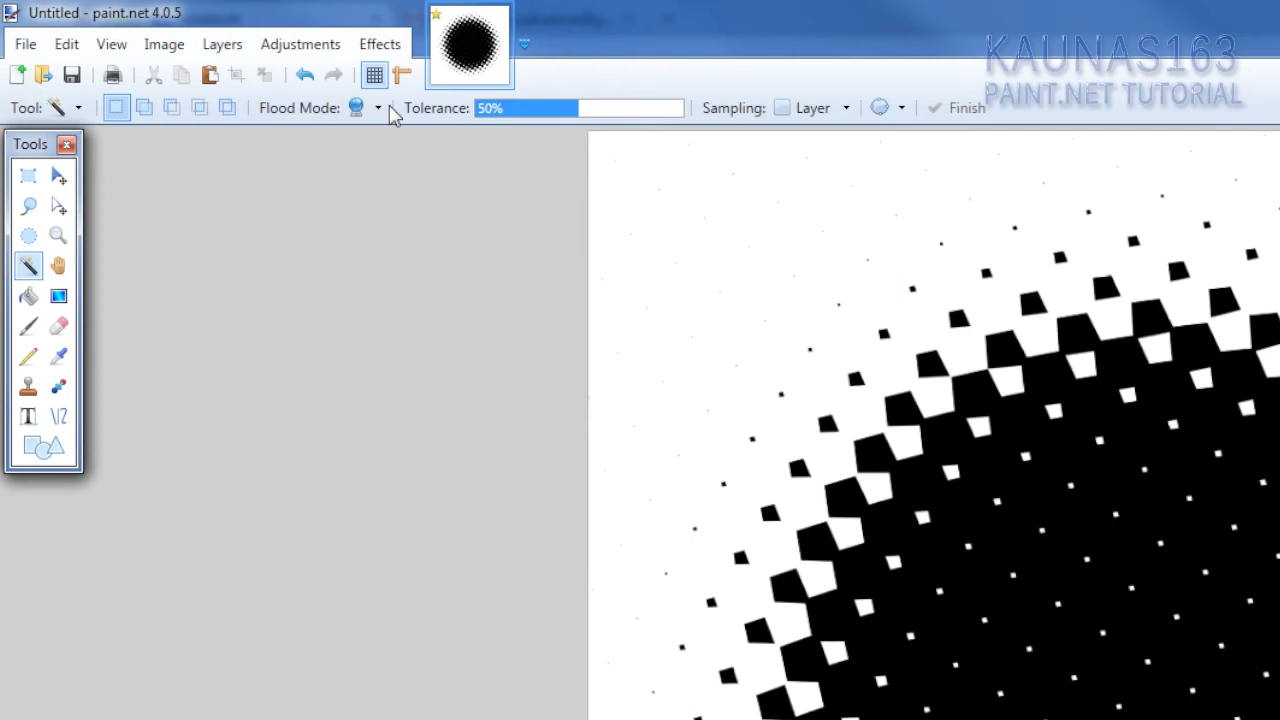 Untitled - paint.net 4.0.5
File Edit View Image Layers Adjustments Effects
KAUNAS163
PAINT.NET TUTORIAL
Tool: Flood Mode: Tolerance: 50% Sampling: Layer Finish
Tools